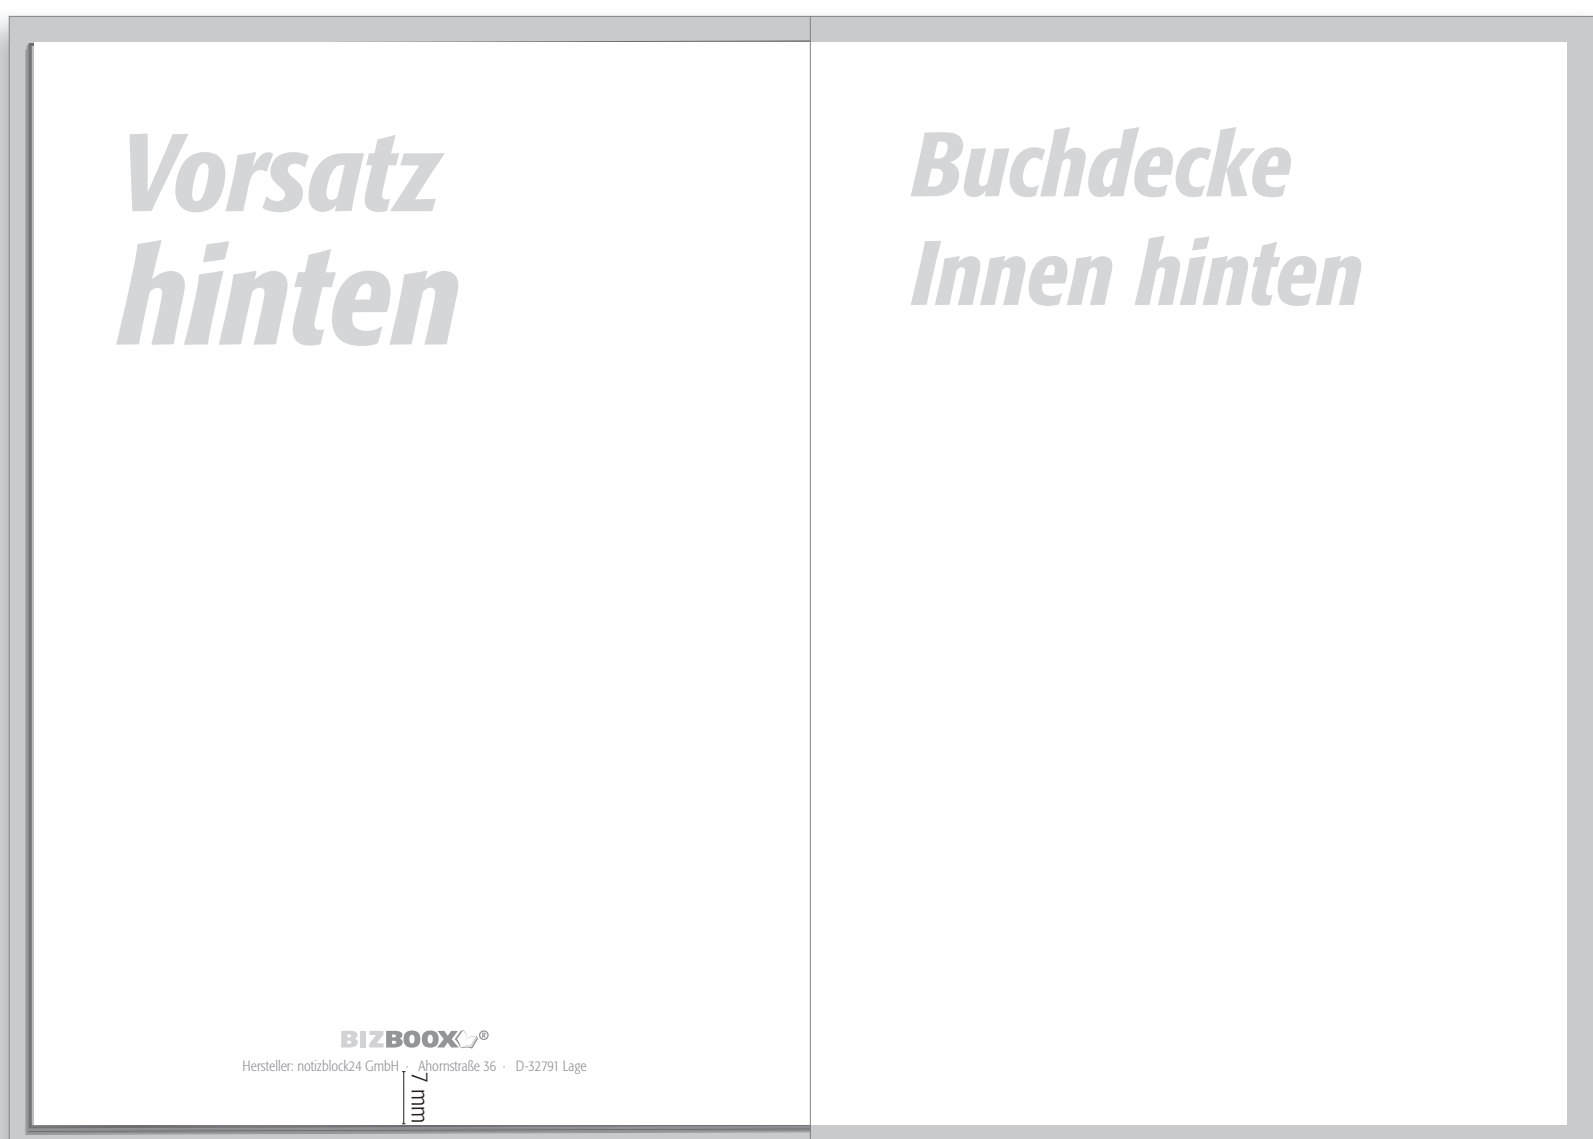 Vorsatz
hinten
Buchdecke
Innen hinten
BIZBOOX®
Hersteller: notizblock24 GmbH · Ahornstraße 36 · D-32791 Lage
7 mm